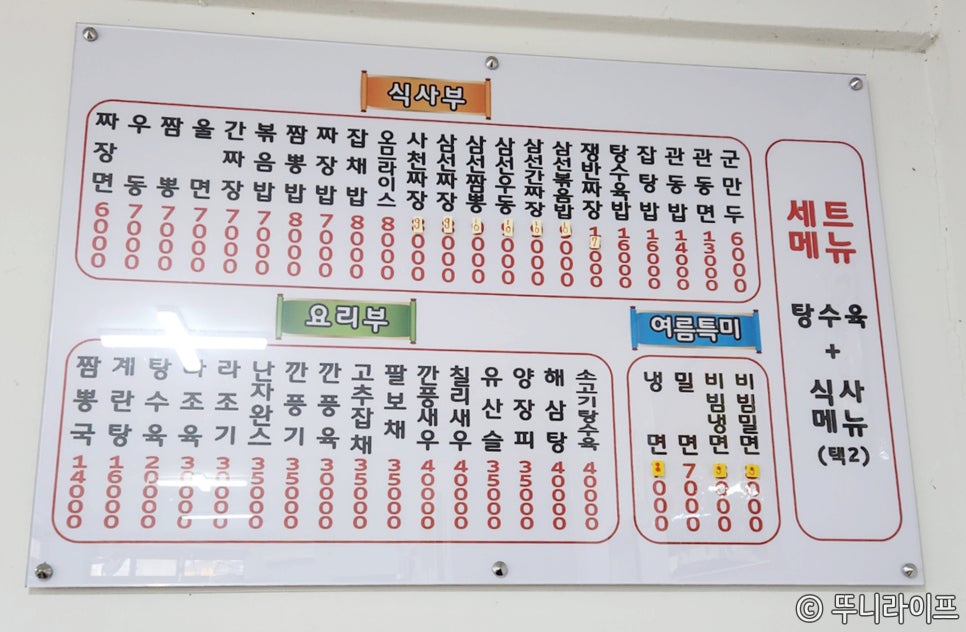 식사부
짜장면 6000
우동 7000
짬뽕 7000
울면 7000
간짜장 7000
볶음밥 7000
짬뽕밥 8000
짜장밥 7000
잡채밥 8000
오므라이스 8000
사천짜장 9000
삼선짜장 9000
삼선짬뽕
삼선우동
삼선간짜장
삼선볶음밥
쟁반짜장 17000
탕수육밥 16000
잡탕밥 16000
관동밥 14000
관동면 13000
군만두 6000
요리부
짬뽕국 14000
계란탕 16000
탕수육 20000
조육
라조기
난자완스 35000
깐풍기 35000
깐풍육 30000
고추잡채 35000
팔보채 35000
깐풍새우 40000
칠리새우 40000
유산슬 35000
양장피 35000
해삼탕 40000
소고기탕수육 40000
여름특미
냉면 8000
밀면 7000
비빔냉면 9000
비빔밀면 9000
세트
메뉴
탕수육
+
식사
메뉴
(택2)
© 뚜니라이프